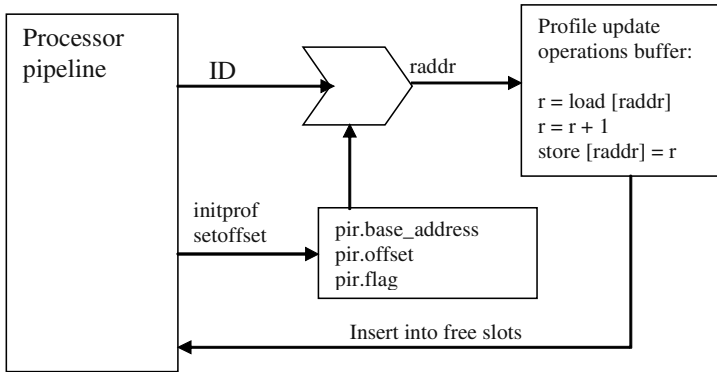 Processor
pipeline
ID
raddr
Profile update
operations buffer:
r = load [raddr]
r = r + 1
store [raddr] = r
initprof
setoffset
pir.base_address
pir.offset
pir.flag
Insert into free slots